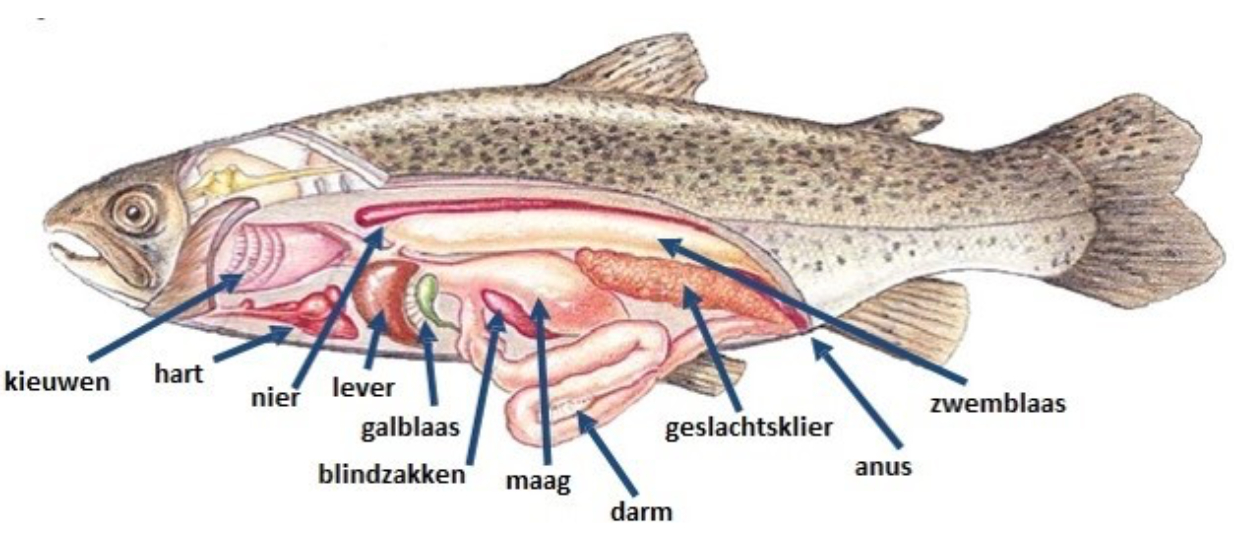 kieuwen
hart
nier
lever
galblaas
blindzakken
maag
darm
geslachtsklier
anus
zwemblaas